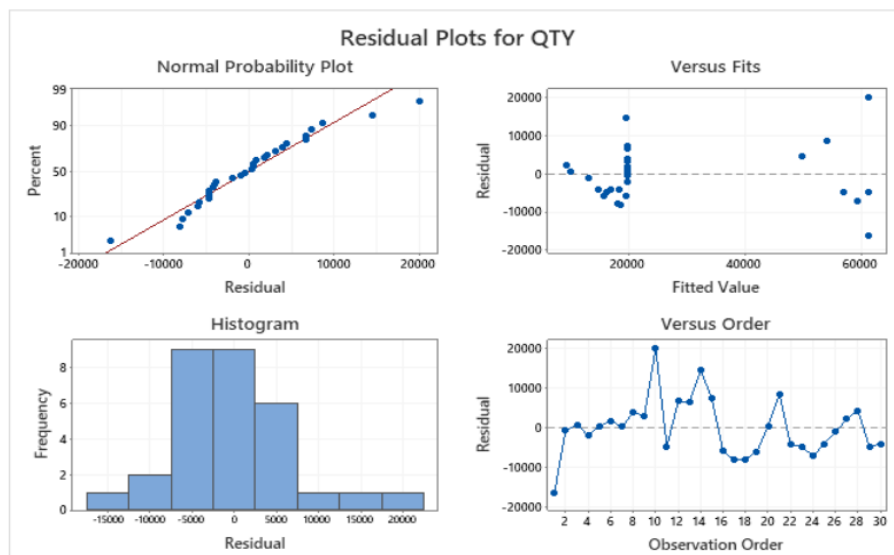 Residual Plots for QTY
Normal Probability Plot
99
90
50
10
1
Percent
-20000 -10000 0 10000 20000
Residual
Versus Fits
20000
10000
0
-10000
-20000
Residual
20000 40000 60000
Fitted Value
Histogram
8
6
4
2
0
Frequency
-15000 -10000 -5000 0 5000 10000 15000 20000
Residual
Versus Order
20000
10000
0
-10000
-20000
Residual
2 4 6 8 10 12 14 16 18 20 22 24 26 28 30
Observation Order